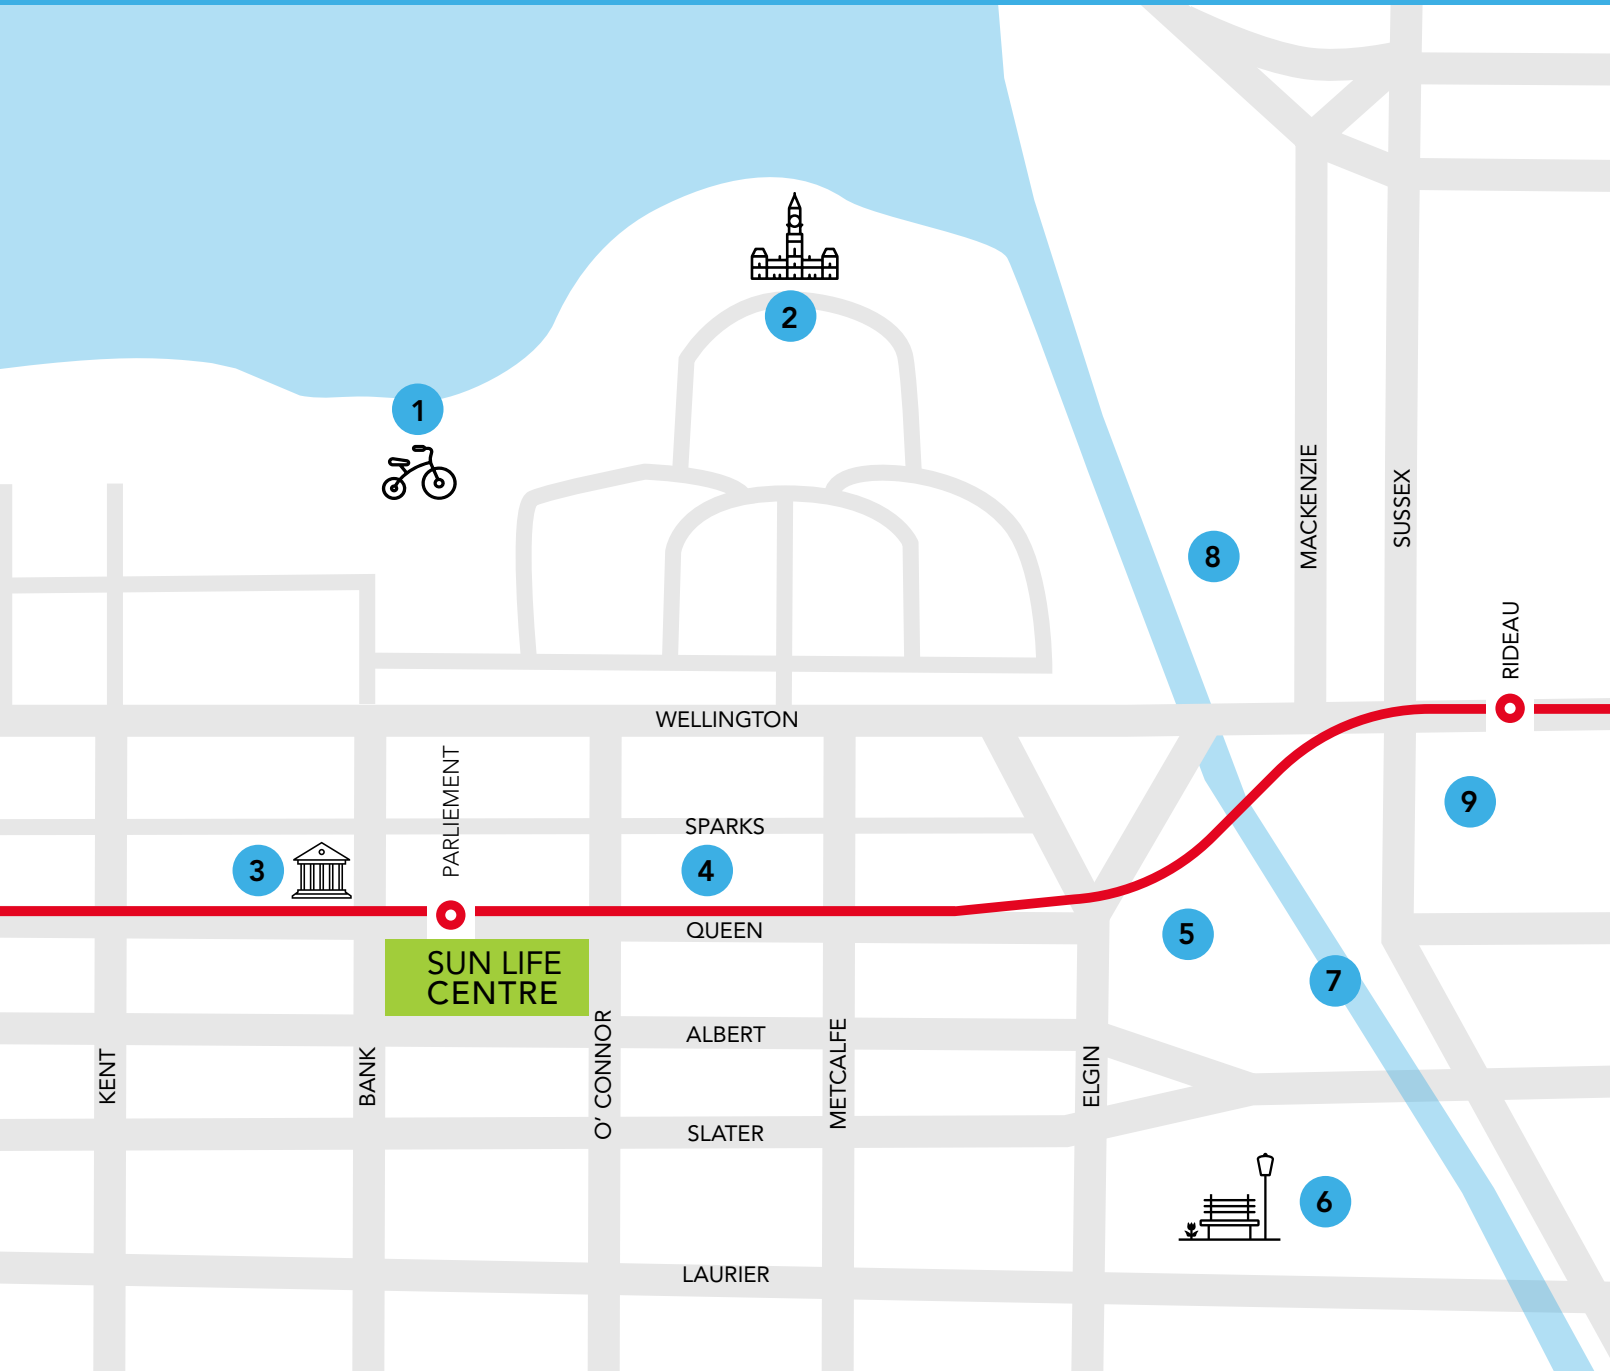 2
1
MACKENZIE
SUSSEX
8
RIDEAU
WELLINGTON
PARLIEMENT
9
SPARKS
3
4
QUEEN
5
SUN LIFE
CENTRE
7
ALBERT
KENT
BANK
O' CONNOR
METCALFE
ELGIN
SLATER
6
LAURIER